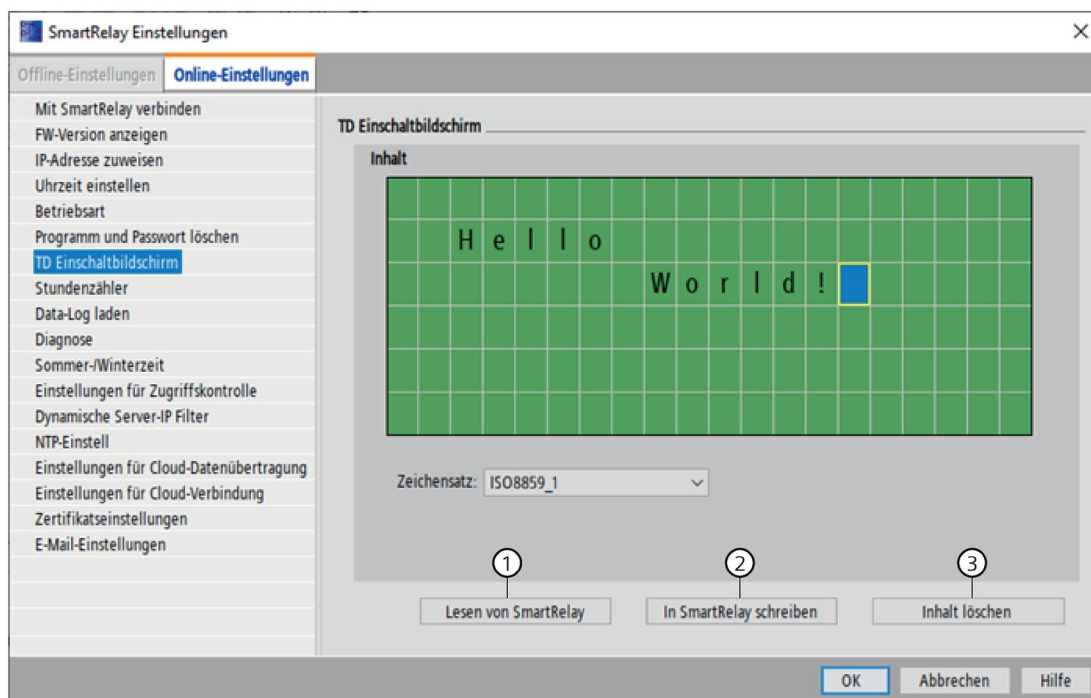 SmartRelay Einstellungen
Offline-Einstellungen Online-Einstellungen
Mit SmartRelay verbinden
FW-Version anzeigen
IP-Adresse zuweisen
Uhrzeit einstellen
Betriebsart
Programm und Passwort löschen
TD Einschaltbildschirm
Stundenzähler
Data-Log laden
Diagnose
Sommer-/Winterzeit
Einstellungen für Zugriffskontrolle
Dynamische Server-IP Filter
NTP-Einstell
Einstellungen für Cloud-Datenübertragung
Einstellungen für Cloud-Verbindung
Zertifikatseinstellungen
E-Mail-Einstellungen
TD Einschaltbildschirm
Inhalt
Hello
World!
Zeichensatz: ISO8859_1
1 2 3
Lesen von SmartRelay In SmartRelay schreiben Inhalt löschen
OK Abbrechen Hilfe